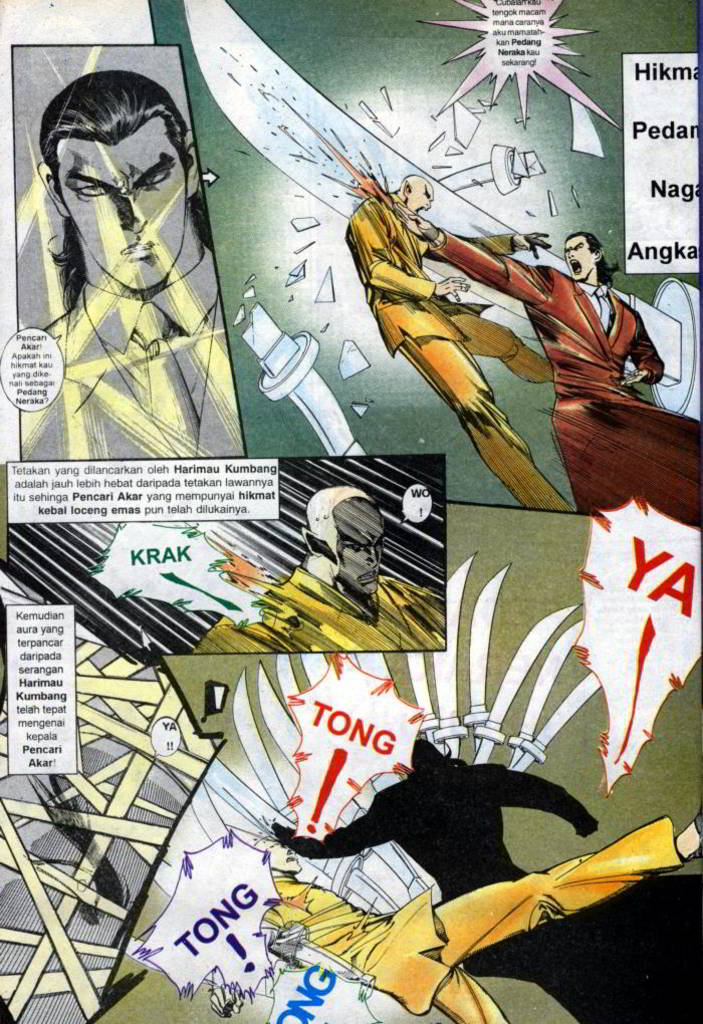 Cubalah kau
tengok macam
mana caranya
aku mamatah-
kan Pedang
Neraka kau
sekarang!
Hikma
Pedan
Naga
Angka
Pencari
Akar!
Apakah ini
hikmat kau
yang dike-
nali sebagai
Pedang
Neraka?
Tetakan yang dilancarkan oleh Harimau Kumbang
adalah jauh lebih hebat daripada tetakan lawannya
itu sehinga Pencari Akar yang mempunyai hikmat
kebal loceng emas pun telah dilukainya.
WO
!
KRAK
!
YA
!
Kemudian
aura yang
terpancar
daripada
serangan
Harimau
Kumbang
telah tepat
mengenai
kepala
Pencari
Akar!
YA
!!
!
TONG
!
TONG
!
ONG